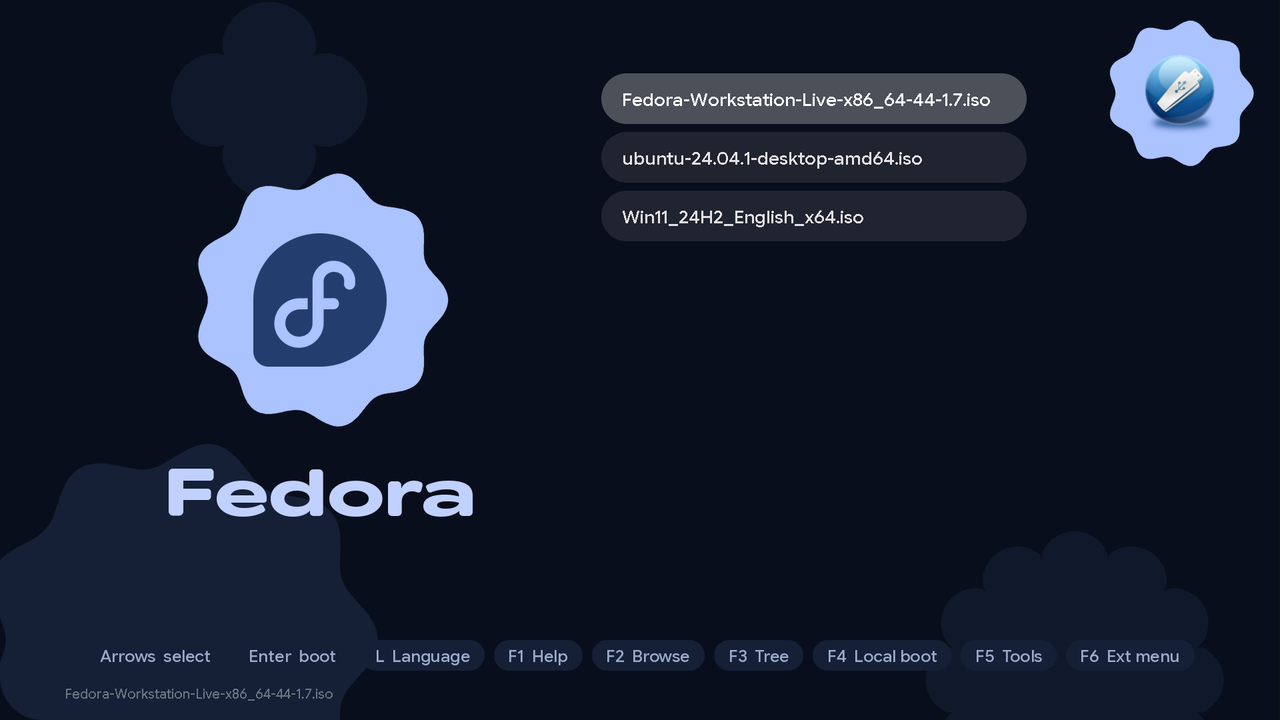 Fedora-Workstation-Live-x86_64-44-1.7.iso
ubuntu-24.04.1-desktop-amd64.iso
Win11_24H2_English_x64.iso
Fedora
Arrows select Enter boot L Language F1 Help F2 Browse F3 Tree F4 Local boot F5 Tools F6 Ext menu
Fedora-Workstation-Live-x86_64-44-1.7.iso